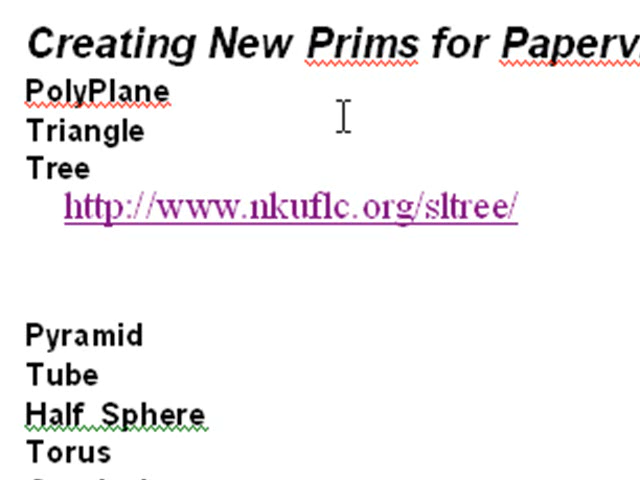 Creating New Prims for Paperv
PolyPlane
Triangle
Tree
http://www.nkuflc.org/sltree/
Pyramid
Tube
Half Sphere
Torus